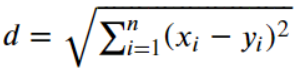 d = √(∑ᵢ₌₁ⁿ (xᵢ − yᵢ)²)